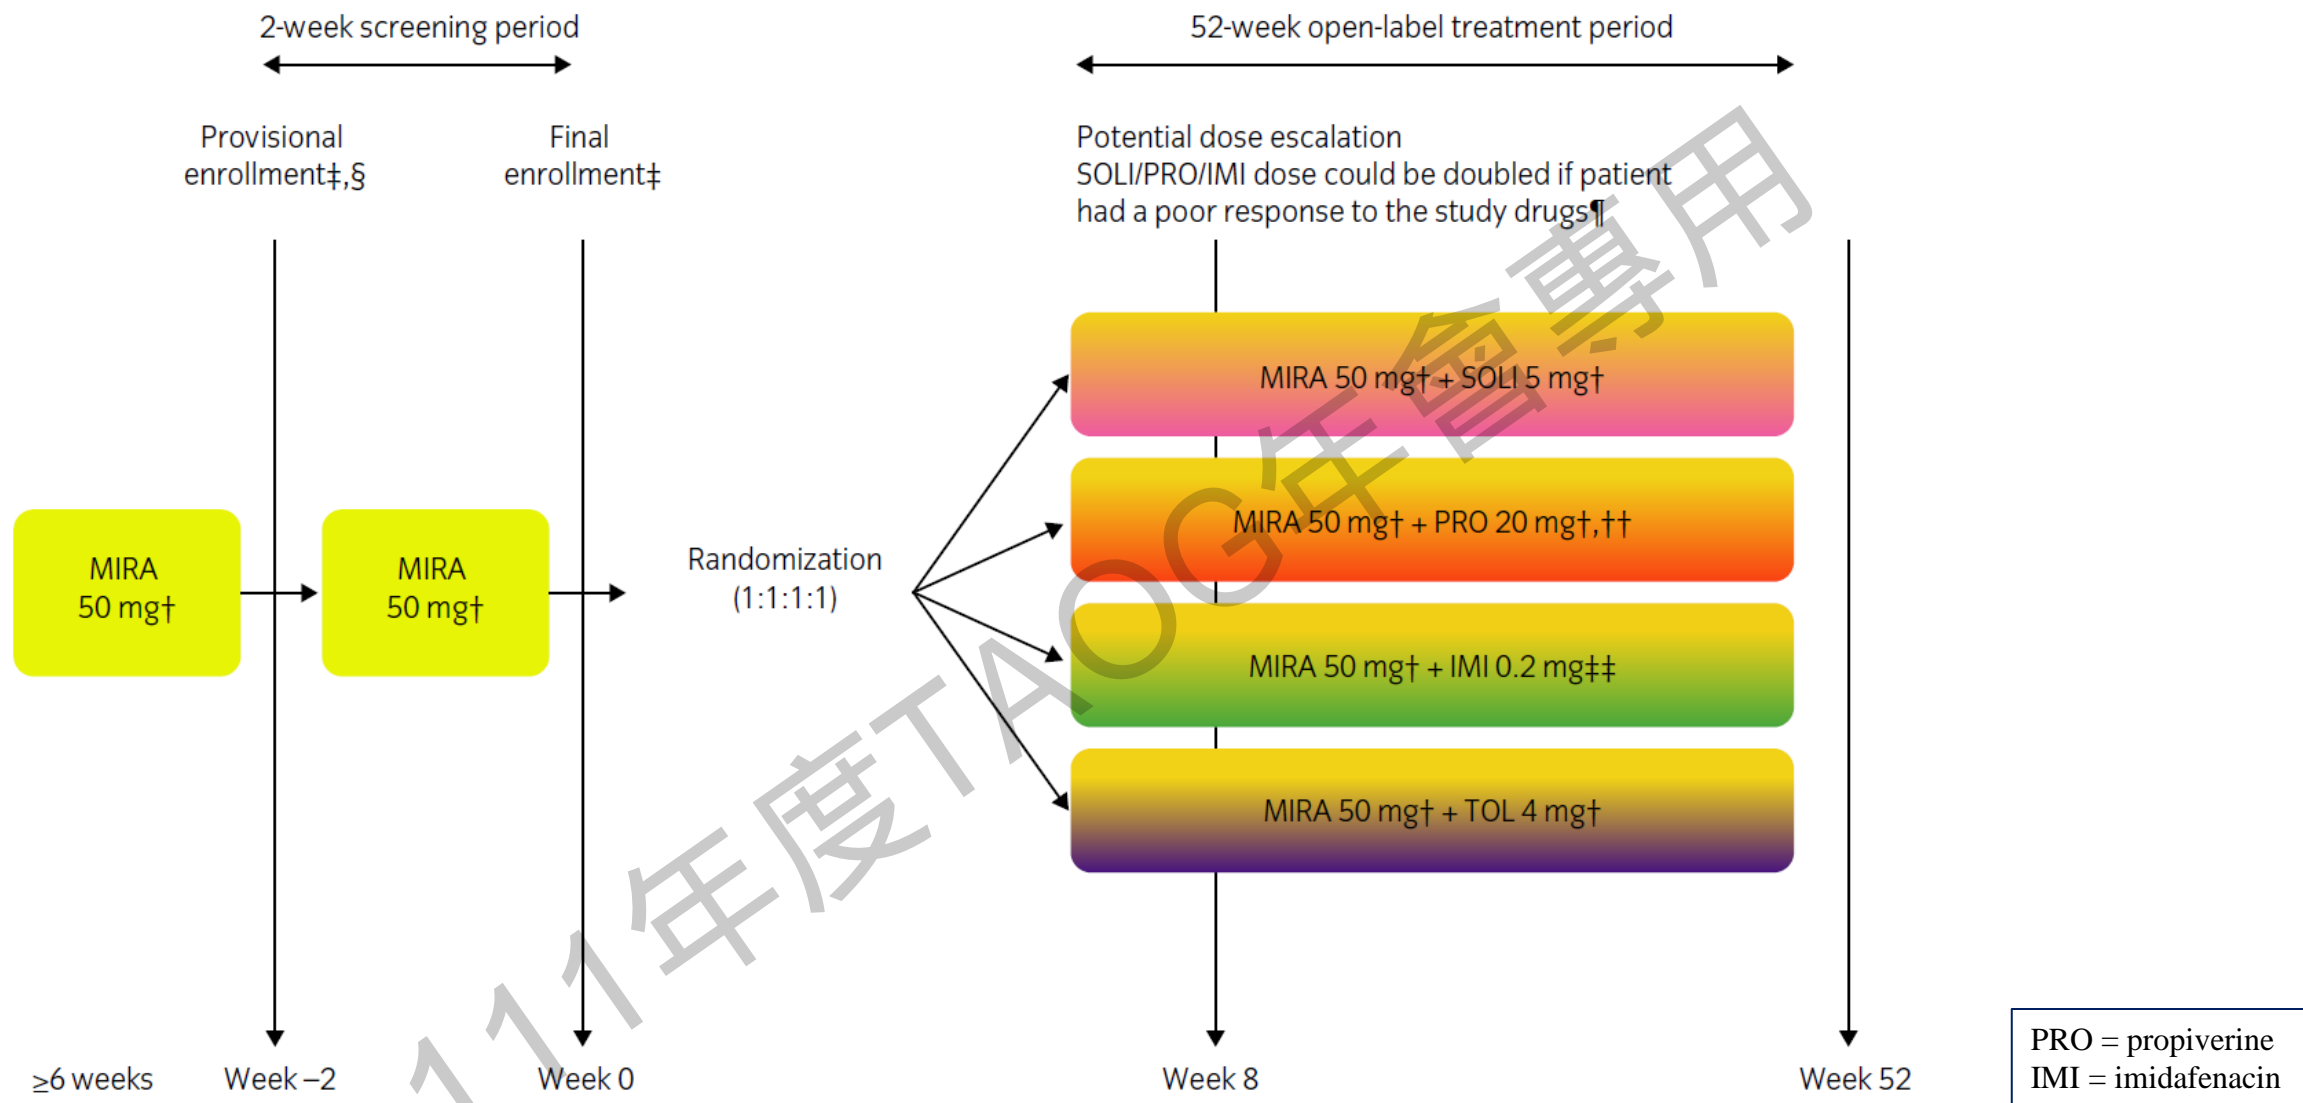 2-week screening period
52-week open-label treatment period
Provisional
enrollment‡,§
Final
enrollment‡
Potential dose escalation
SOLI/PRO/IMI dose could be doubled if patient
had a poor response to the study drugs¶
MIRA
50 mg†
MIRA
50 mg†
Randomization
(1:1:1:1)
MIRA 50 mg† + SOLI 5 mg†
MIRA 50 mg† + PRO 20 mg†,††
MIRA 50 mg† + IMI 0.2 mg‡‡
MIRA 50 mg† + TOL 4 mg†
≥6 weeks
Week –2
Week 0
Week 8
Week 52
PRO = propiverine
IMI = imidafenacin
111年度TAOG年會專用